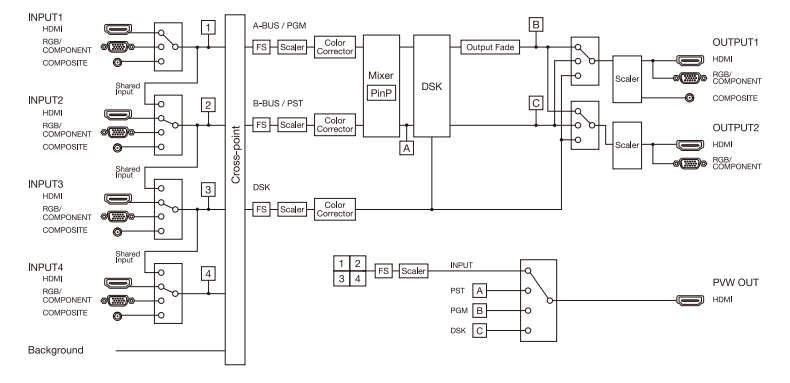 INPUT1
HDMI
RGB/
COMPONENT
COMPOSITE
1
Shared
Input
INPUT2
HDMI
RGB/
COMPONENT
COMPOSITE
2
Shared
Input
INPUT3
HDMI
RGB/
COMPONENT
COMPOSITE
3
Shared
Input
INPUT4
HDMI
RGB/
COMPONENT
COMPOSITE
4
Background
Cross-point
A-BUS / PGM
FS
Scaler
Color
Corrector
B-BUS / PST
FS
Scaler
Color
Corrector
DSK
FS
Scaler
Color
Corrector
Mixer
PinP
A
DSK
Output Fade
B
C
Scaler
OUTPUT1
HDMI
RGB/
COMPONENT
COMPOSITE
Scaler
OUTPUT2
HDMI
RGB/
COMPONENT
1 2
3 4
FS
Scaler
INPUT
PST A
PGM B
DSK C
PVW OUT
HDMI